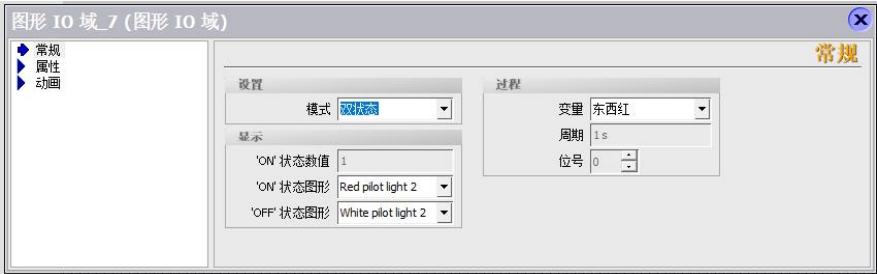 图形 IO 域_7 (图形 IO 域)
常规
属性
动画
常规
设置
模式 双状态
显示
'ON' 状态数值 1
'ON' 状态图形 Red pilot light 2
'OFF' 状态图形 White pilot light 2
过程
变量 东西红
周期 1 s
位号 0